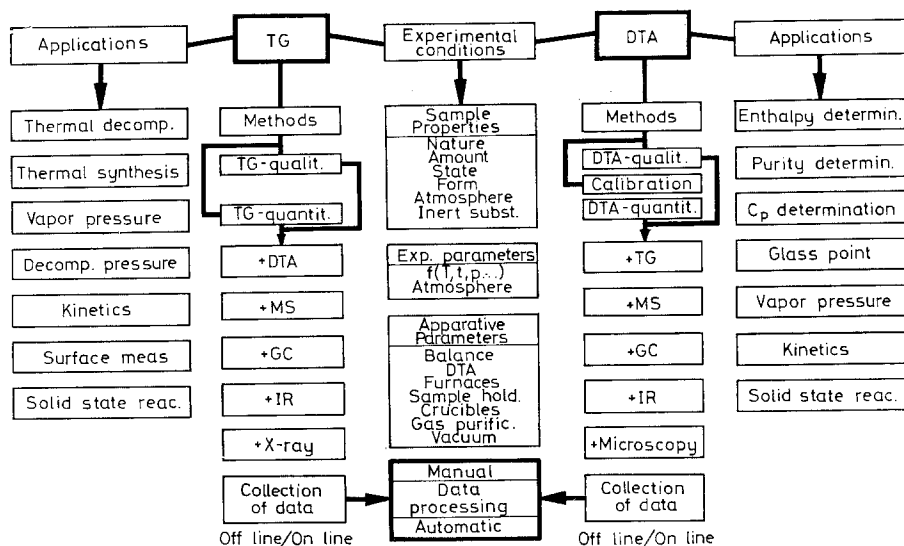 Applications
TG
Experimental
conditions
DTA
Applications
Thermal decomp.
Thermal synthesis
Vapor pressure
Decomp. pressure
Kinetics
Surface meas
Solid state reac.
Methods
TG-qualit.
TG-quantit.
+DTA
+MS
+GC
+IR
+X-ray
Collection
of data
Off line/On line
Sample
Properties
Nature
Amount
State
Form
Atmosphere
Inert subst.
Exp. parameters
f(T,t,p...)
Atmosphere
Apparative
Parameters
Balance
DTA
Furnaces
Sample hold.
Crucibles
Gas purific.
Vacuum
Manual
Data
processing
Automatic
Methods
DTA-qualit.
Calibration
DTA-quantit.
+TG
+MS
+GC
+IR
+Microscopy
Collection
of data
Off line/On line
Enthalpy determin.
Purity determin.
Cp determination
Glass point
Vapor pressure
Kinetics
Solid state reac.